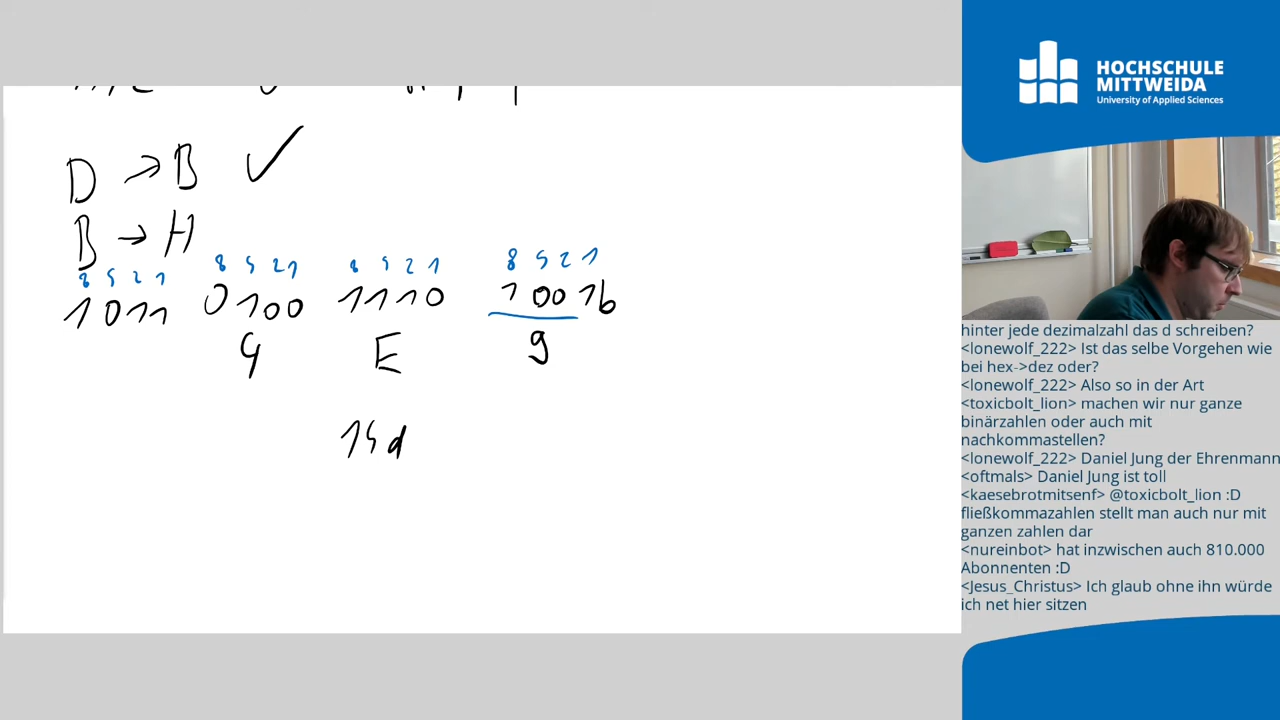 D → B ✓
B → H
8 4 2 1 8 4 2 1 8 4 2 1 8 4 2 1
1011 0100 1110 1001b
4 E 9
14d
HOCHSCHULE
MITTWEIDA
University of Applied Sciences
hinter jede dezimalzahl das d schreiben?
<lonewolf_222> Ist das selbe Vorgehen wie
bei hex->dez oder?
<lonewolf_222> Also so in der Art
<toxicbolt_lion> machen wir nur ganze
binärzahlen oder auch mit
nachkommastellen?
<lonewolf_222> Daniel Jung der Ehrenmann
<oftmals> Daniel Jung ist toll
<kaesebrotmitsenf> @toxicbolt_lion :D
fließkommazahlen stellt man auch nur mit
ganzen zahlen dar
<nureinbot> hat inzwischen auch 810.000
Abonnenten :D
<Jesus_Christus> Ich glaub ohne ihn würde
ich net hier sitzen